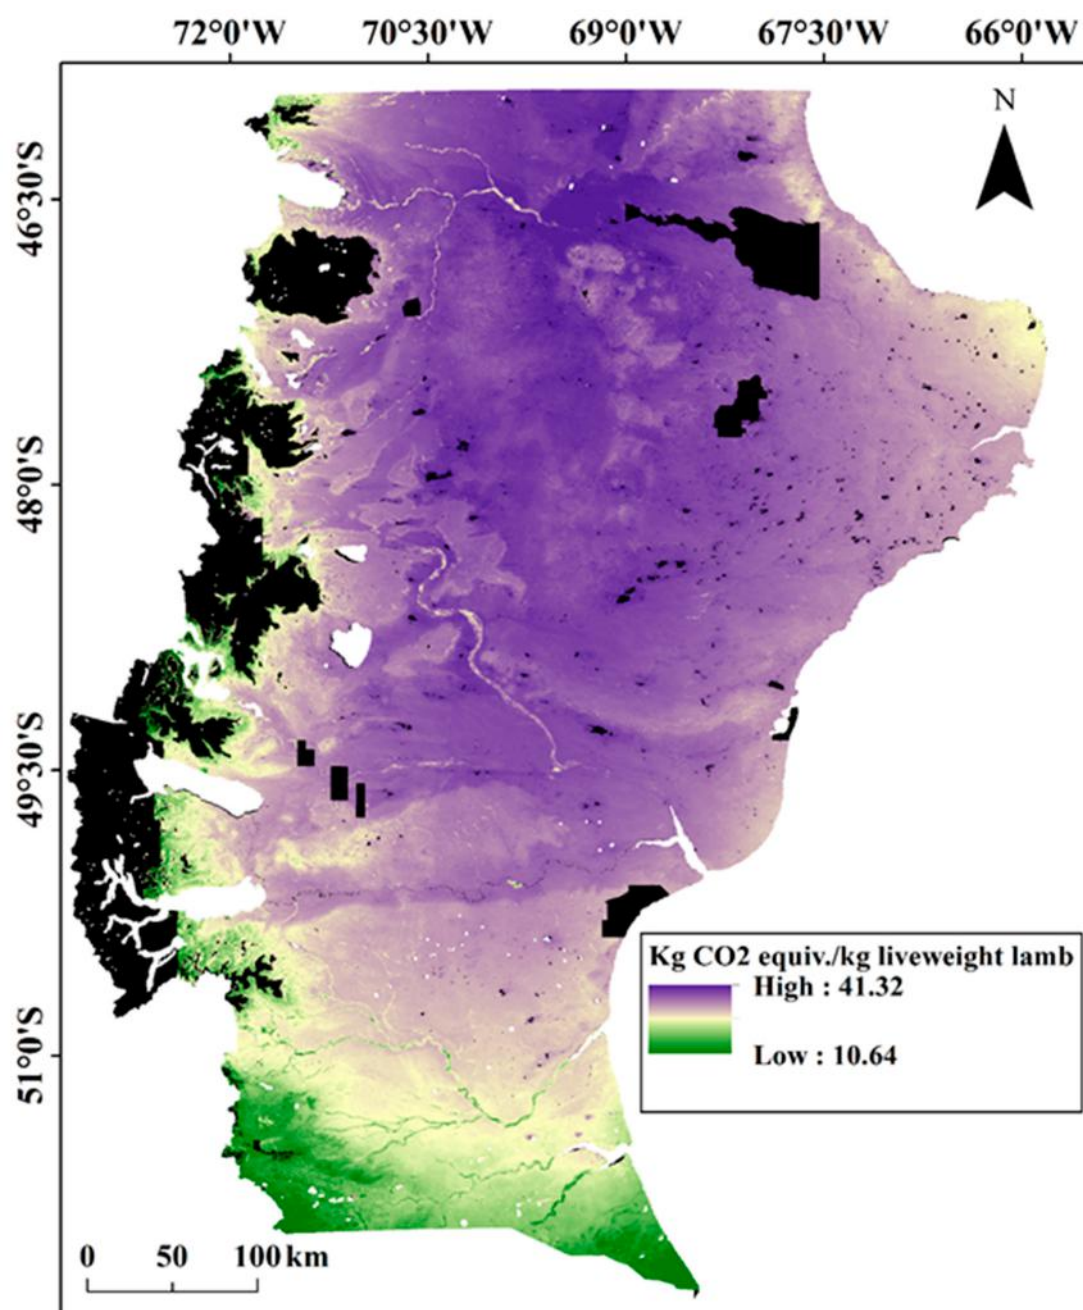 72°0'W 70°30'W 69°0'W 67°30'W 66°0'W
N
46°30'S
48°0'S
49°30'S
51°0'S
Kg CO2 equiv./kg liveweight lamb
High : 41.32
Low : 10.64
0 50 100 km